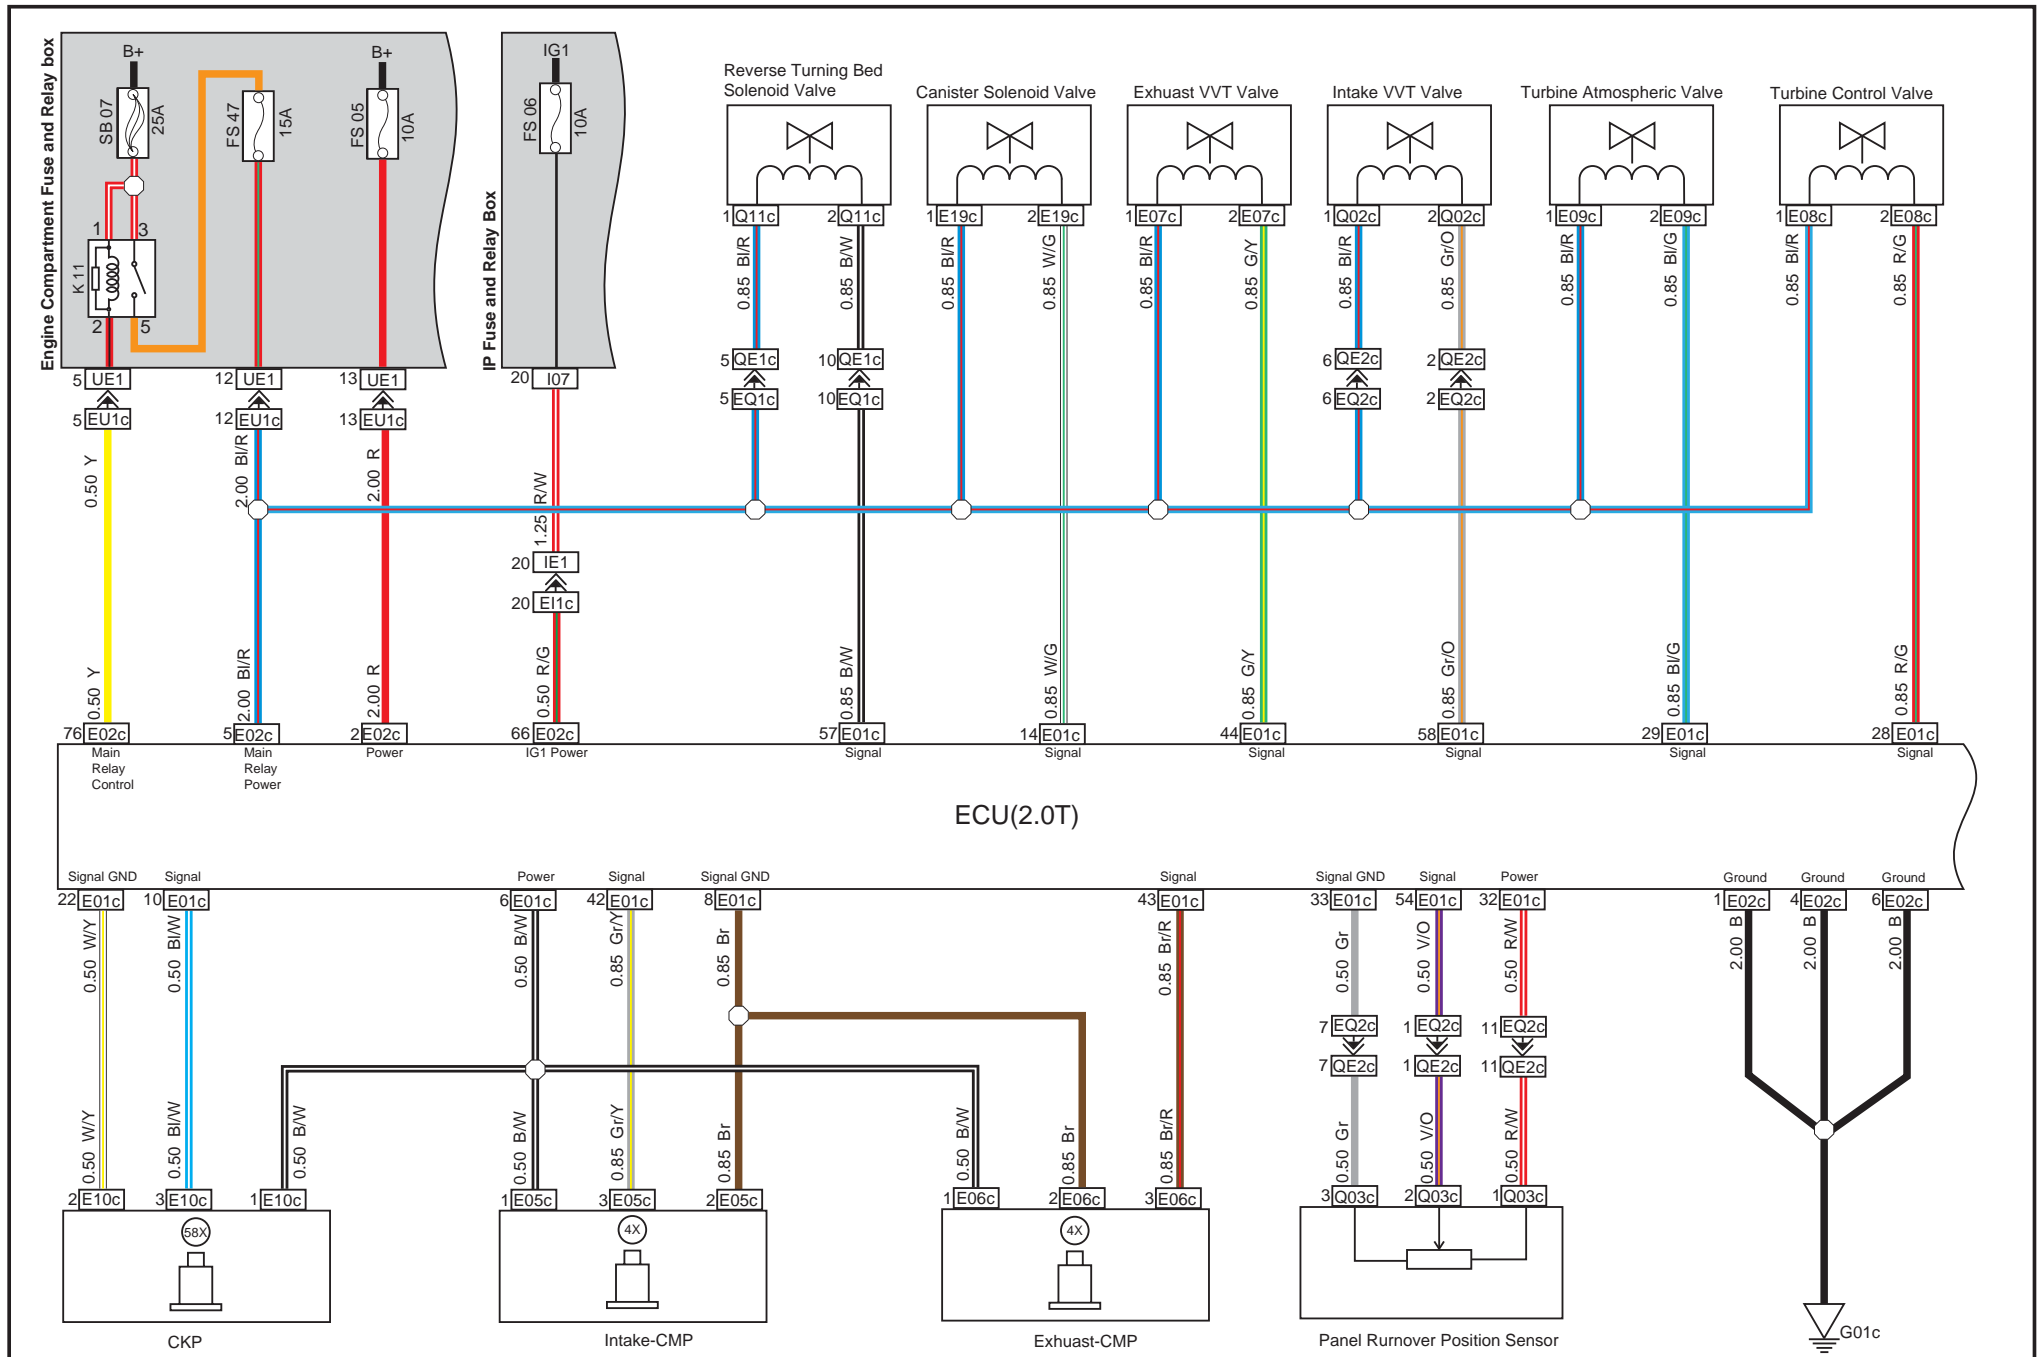 Engine Compartment Fuse and Relay box
B+
SB 07
25A
FS 47
15A
B+
FS 05
10A
1
3
K 11
2
5
IP Fuse and Relay Box
IG1
FS 06
10A
Reverse Turning Bed
Solenoid Valve
Canister Solenoid Valve
Exhuast VVT Valve
Intake VVT Valve
Turbine Atmospheric Valve
Turbine Control Valve
1 Q11c
2 Q11c
1 E19c
2 E19c
1 E07c
2 E07c
1 Q02c
2 Q02c
1 E09c
2 E09c
1 E08c
2 E08c
0.85 Bl/R
0.85 B/W
0.85 Bl/R
0.85 W/G
0.85 Bl/R
0.85 G/Y
0.85 Bl/R
0.85 Gr/O
0.85 Bl/R
0.85 Bl/G
0.85 Bl/R
0.85 R/G
5 QE1c
10 QE1c
6 QE2c
2 QE2c
5 EQ1c
10 EQ1c
6 EQ2c
2 EQ2c
5 UE1
12 UE1
13 UE1
20 I07
5 EU1c
12 EU1c
13 EU1c
0.50 Y
2.00 Bl/R
2.00 R
1.25 R/W
20 IE1
20 EI1c
0.50 Y
2.00 Bl/R
2.00 R
0.50 R/G
0.85 B/W
0.85 W/G
0.85 G/Y
0.85 Gr/O
0.85 Bl/G
0.85 R/G
76 E02c
5 E02c
2 E02c
66 E02c
57 E01c
14 E01c
44 E01c
58 E01c
29 E01c
28 E01c
Main
Relay
Control
Main
Relay
Power
Power
IG1 Power
Signal
Signal
Signal
Signal
Signal
Signal
ECU(2.0T)
Signal GND
Signal
Power
Signal
Signal GND
Signal
Signal GND
Signal
Power
Ground
Ground
Ground
22 E01c
10 E01c
6 E01c
42 E01c
8 E01c
43 E01c
33 E01c
54 E01c
32 E01c
1 E02c
4 E02c
6 E02c
0.50 W/Y
0.50 Bl/W
0.50 B/W
0.85 Gr/Y
0.85 Br
0.85 Br/R
0.50 Gr
0.50 V/O
0.50 R/W
2.00 B
2.00 B
2.00 B
7 EQ2c
1 EQ2c
11 EQ2c
7 QE2c
1 QE2c
11 QE2c
0.50 W/Y
0.50 Bl/W
0.50 B/W
0.50 B/W
0.85 Gr/Y
0.85 Br
0.50 B/W
0.85 Br
0.85 Br/R
0.50 Gr
0.50 V/O
0.50 R/W
2 E10c
3 E10c
1 E10c
1 E05c
3 E05c
2 E05c
1 E06c
2 E06c
3 E06c
3 Q03c
2 Q03c
1 Q03c
58X
4X
4X
CKP
Intake-CMP
Exhuast-CMP
Panel Rurnover Position Sensor
G01c